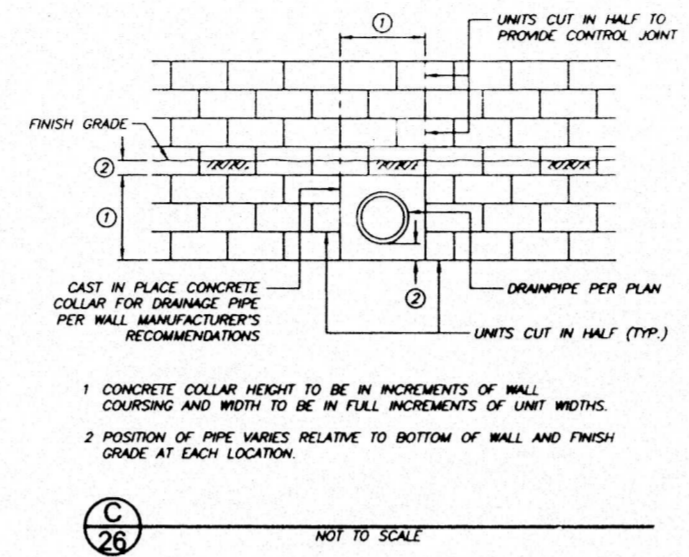 ①
UNITS CUT IN HALF TO
PROVIDE CONTROL JOINT
FINISH GRADE
②
①
CAST IN PLACE CONCRETE
COLLAR FOR DRAINAGE PIPE
PER WALL MANUFACTURER'S
RECOMMENDATIONS
②
DRAINPIPE PER PLAN
UNITS CUT IN HALF (TYP.)
1 CONCRETE COLLAR HEIGHT TO BE IN INCREMENTS OF WALL
COURSING AND WIDTH TO BE IN FULL INCREMENTS OF UNIT WIDTHS.
2 POSITION OF PIPE VARIES RELATIVE TO BOTTOM OF WALL AND FINISH
GRADE AT EACH LOCATION.
C
26
NOT TO SCALE